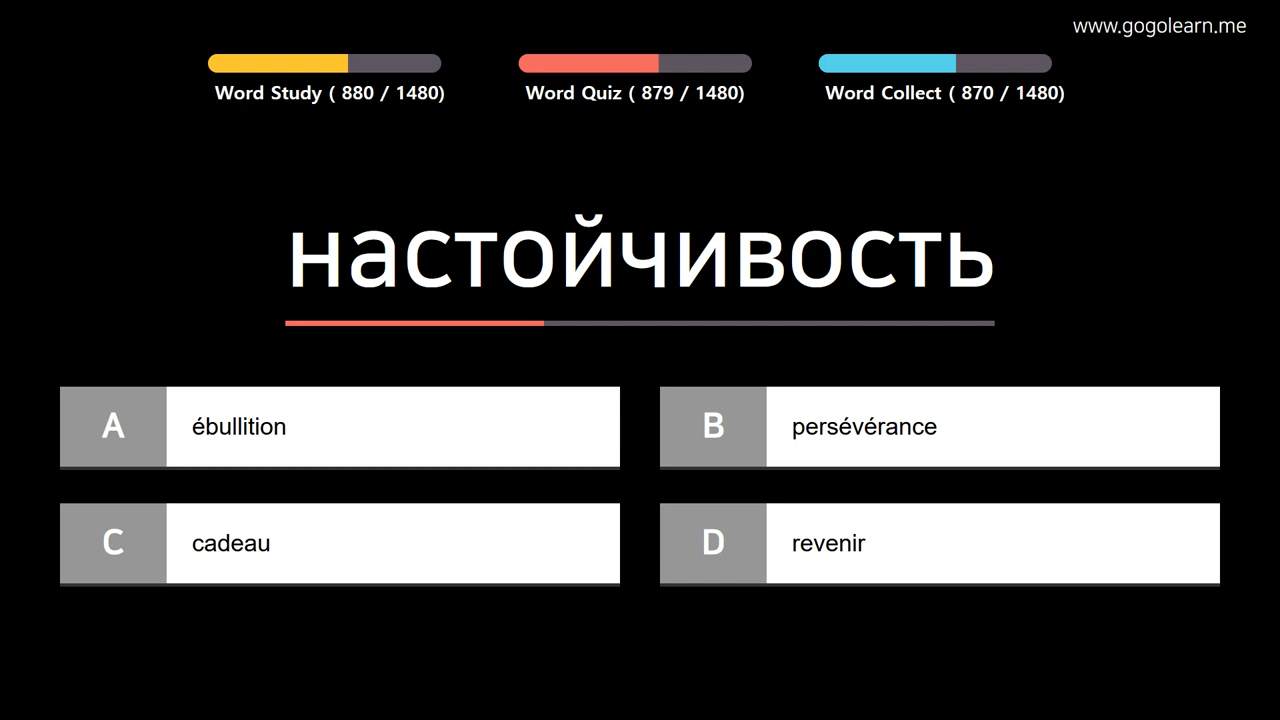 www.gogolearn.me
Word Study ( 880 / 1480)
Word Quiz ( 879 / 1480)
Word Collect ( 870 / 1480)
настойчивость
A
ébullition
B
persévérance
C
cadeau
D
revenir